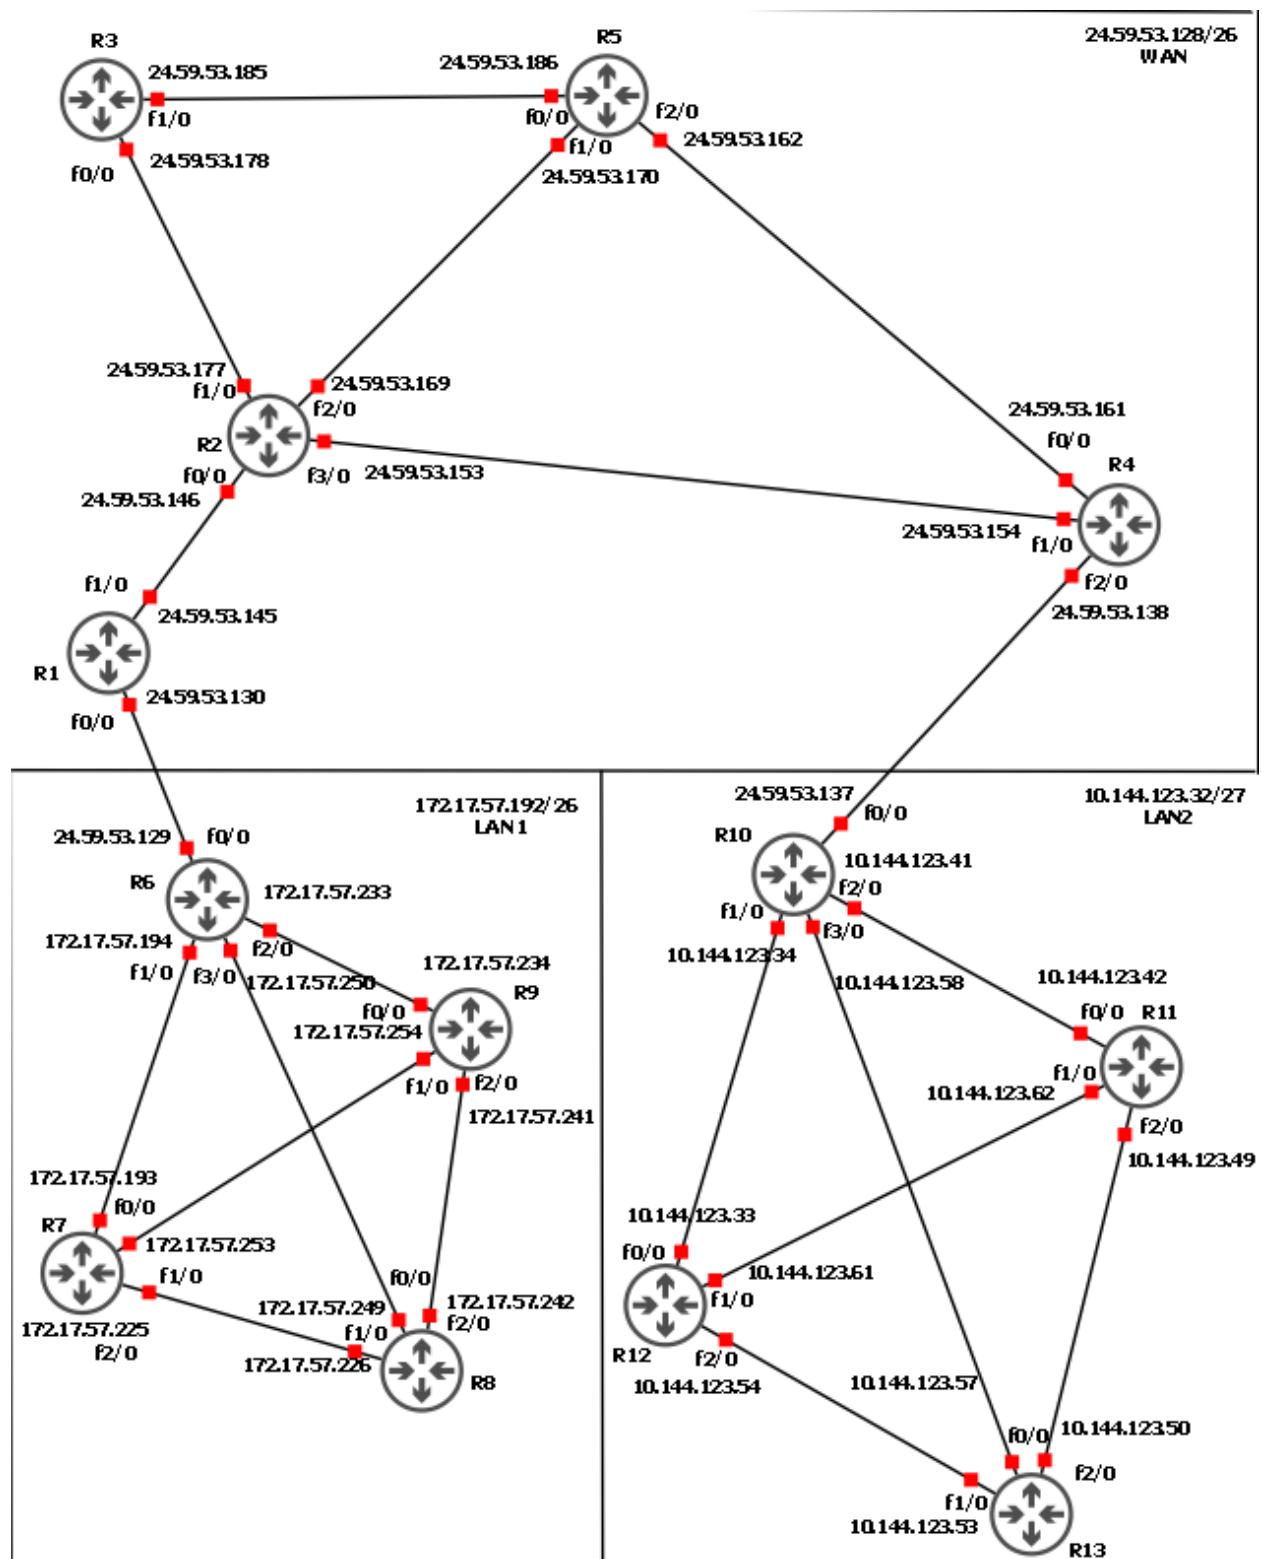 R3
R5
24.59.53.128/26
WAN
24.59.53.185
24.59.53.186
f1/0
f0/0
f2/0
24.59.53.162
f0/0
24.59.53.178
f1/0
24.59.53.170
24.59.53.177
f1/0
24.59.53.169
f2/0
24.59.53.161
f0/0
R2
R4
f0/0
f3/0
24.59.53.153
24.59.53.146
24.59.53.154
f1/0
f1/0
f2/0
24.59.53.145
24.59.53.138
R1
24.59.53.130
f0/0
24.59.53.137
f0/0
172.17.57.192/26
LAN1
10.144.123.32/27
LAN2
24.59.53.129
f0/0
R10
R6
10.144.123.41
172.17.57.233
f2/0
f1/0
f3/0
172.17.57.194
f2/0
10.144.123.34
f1/0
f3/0
172.17.57.250
172.17.57.234
10.144.123.58
10.144.123.42
R9
f0/0
f0/0
R11
172.17.57.254
f1/0
f1/0
f2/0
10.144.123.62
172.17.57.241
f2/0
10.144.123.49
172.17.57.193
f0/0
R7
10.144.123.33
172.17.57.253
f0/0
f1/0
f0/0
10.144.123.61
f1/0
172.17.57.249
172.17.57.242
f1/0
f2/0
172.17.57.225
f2/0
172.17.57.226
R8
R12
f2/0
10.144.123.54
10.144.123.57
f0/0
10.144.123.50
f2/0
f1/0
10.144.123.53
R13